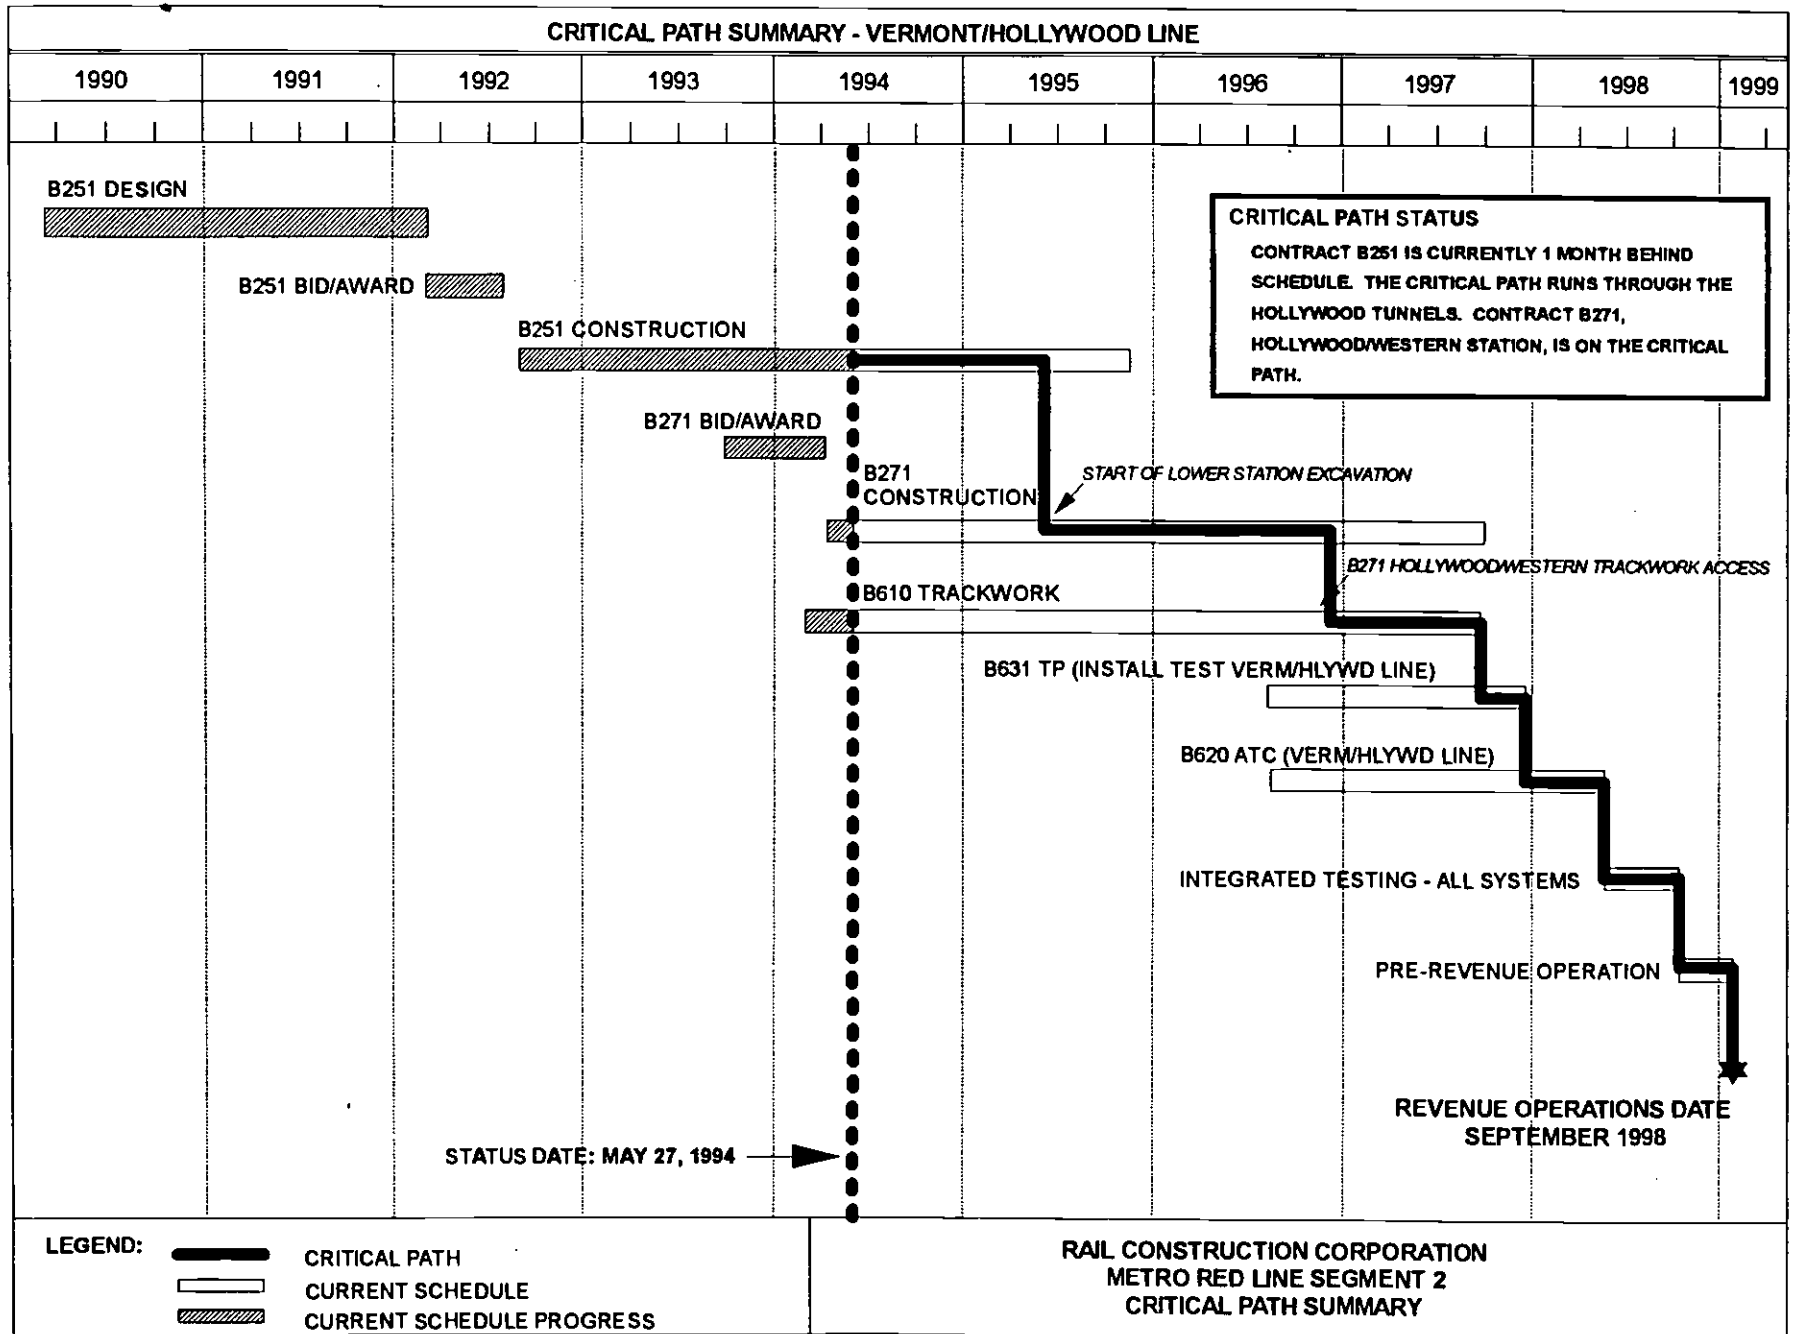 CRITICAL PATH SUMMARY - VERMONT/HOLLYWOOD LINE
1990 1991 1992 1993 1994 1995 1996 1997 1998 1999
B251 DESIGN
CRITICAL PATH STATUS
CONTRACT B251 IS CURRENTLY 1 MONTH BEHIND
SCHEDULE. THE CRITICAL PATH RUNS THROUGH THE
HOLLYWOOD TUNNELS. CONTRACT B271,
HOLLYWOOD/WESTERN STATION, IS ON THE CRITICAL
PATH.
B251 BID/AWARD
B251 CONSTRUCTION
B271 BID/AWARD
B271
CONSTRUCTION
START OF LOWER STATION EXCAVATION
B271 HOLLYWOOD/WESTERN TRACKWORK ACCESS
B610 TRACKWORK
B631 TP (INSTALL TEST VERM/HLYWD LINE)
B620 ATC (VERM/HLYWD LINE)
INTEGRATED TESTING - ALL SYSTEMS
PRE-REVENUE OPERATION
REVENUE OPERATIONS DATE
SEPTEMBER 1998
STATUS DATE: MAY 27, 1994
LEGEND:
CRITICAL PATH
CURRENT SCHEDULE
CURRENT SCHEDULE PROGRESS
RAIL CONSTRUCTION CORPORATION
METRO RED LINE SEGMENT 2
CRITICAL PATH SUMMARY